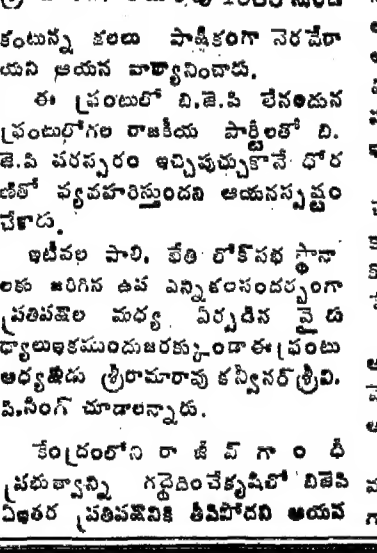 కంటున్న కలలు పాక్షికంగా నెరవేరా
యని ఆయన వాఖ్యానించాడు.
ఈ ఫ్రంటులో బి.జె.పి లేనందున
ఫ్రంటులోగల రాజకీయ పార్టీలతో బి.
జె.పి పరస్పరం ఇచ్చిపుచ్చుకొనే ధోర
ణితో వ్యవహరిస్తుందని ఆయనస్పష్టం
చేశాడు.
ఇటీవల పాలి, భేతి లోక్‌సభ స్థానా
లకు జరిగిన ఉప ఎన్నికలసందర్భంగా
ప్రతిపక్షాల మధ్య ఏర్పడిన వైరు
ధ్యాలుఇకముందుజరక్కుండా ఈ ఫ్రంటు
అధ్యక్షుడు శ్రీరామారావు కన్వీనర్ శ్రీవి.
పి.సింగ్ చూడాలన్నారు.
కేంద్రంలోని రా జీ వ్ గా ం ధీ
ప్రభుత్వాన్ని గద్దెదించేకృషిలో బిజెపి
ఏఇతర ప్రతిపక్షానికి తీసిపోదని ఆయన